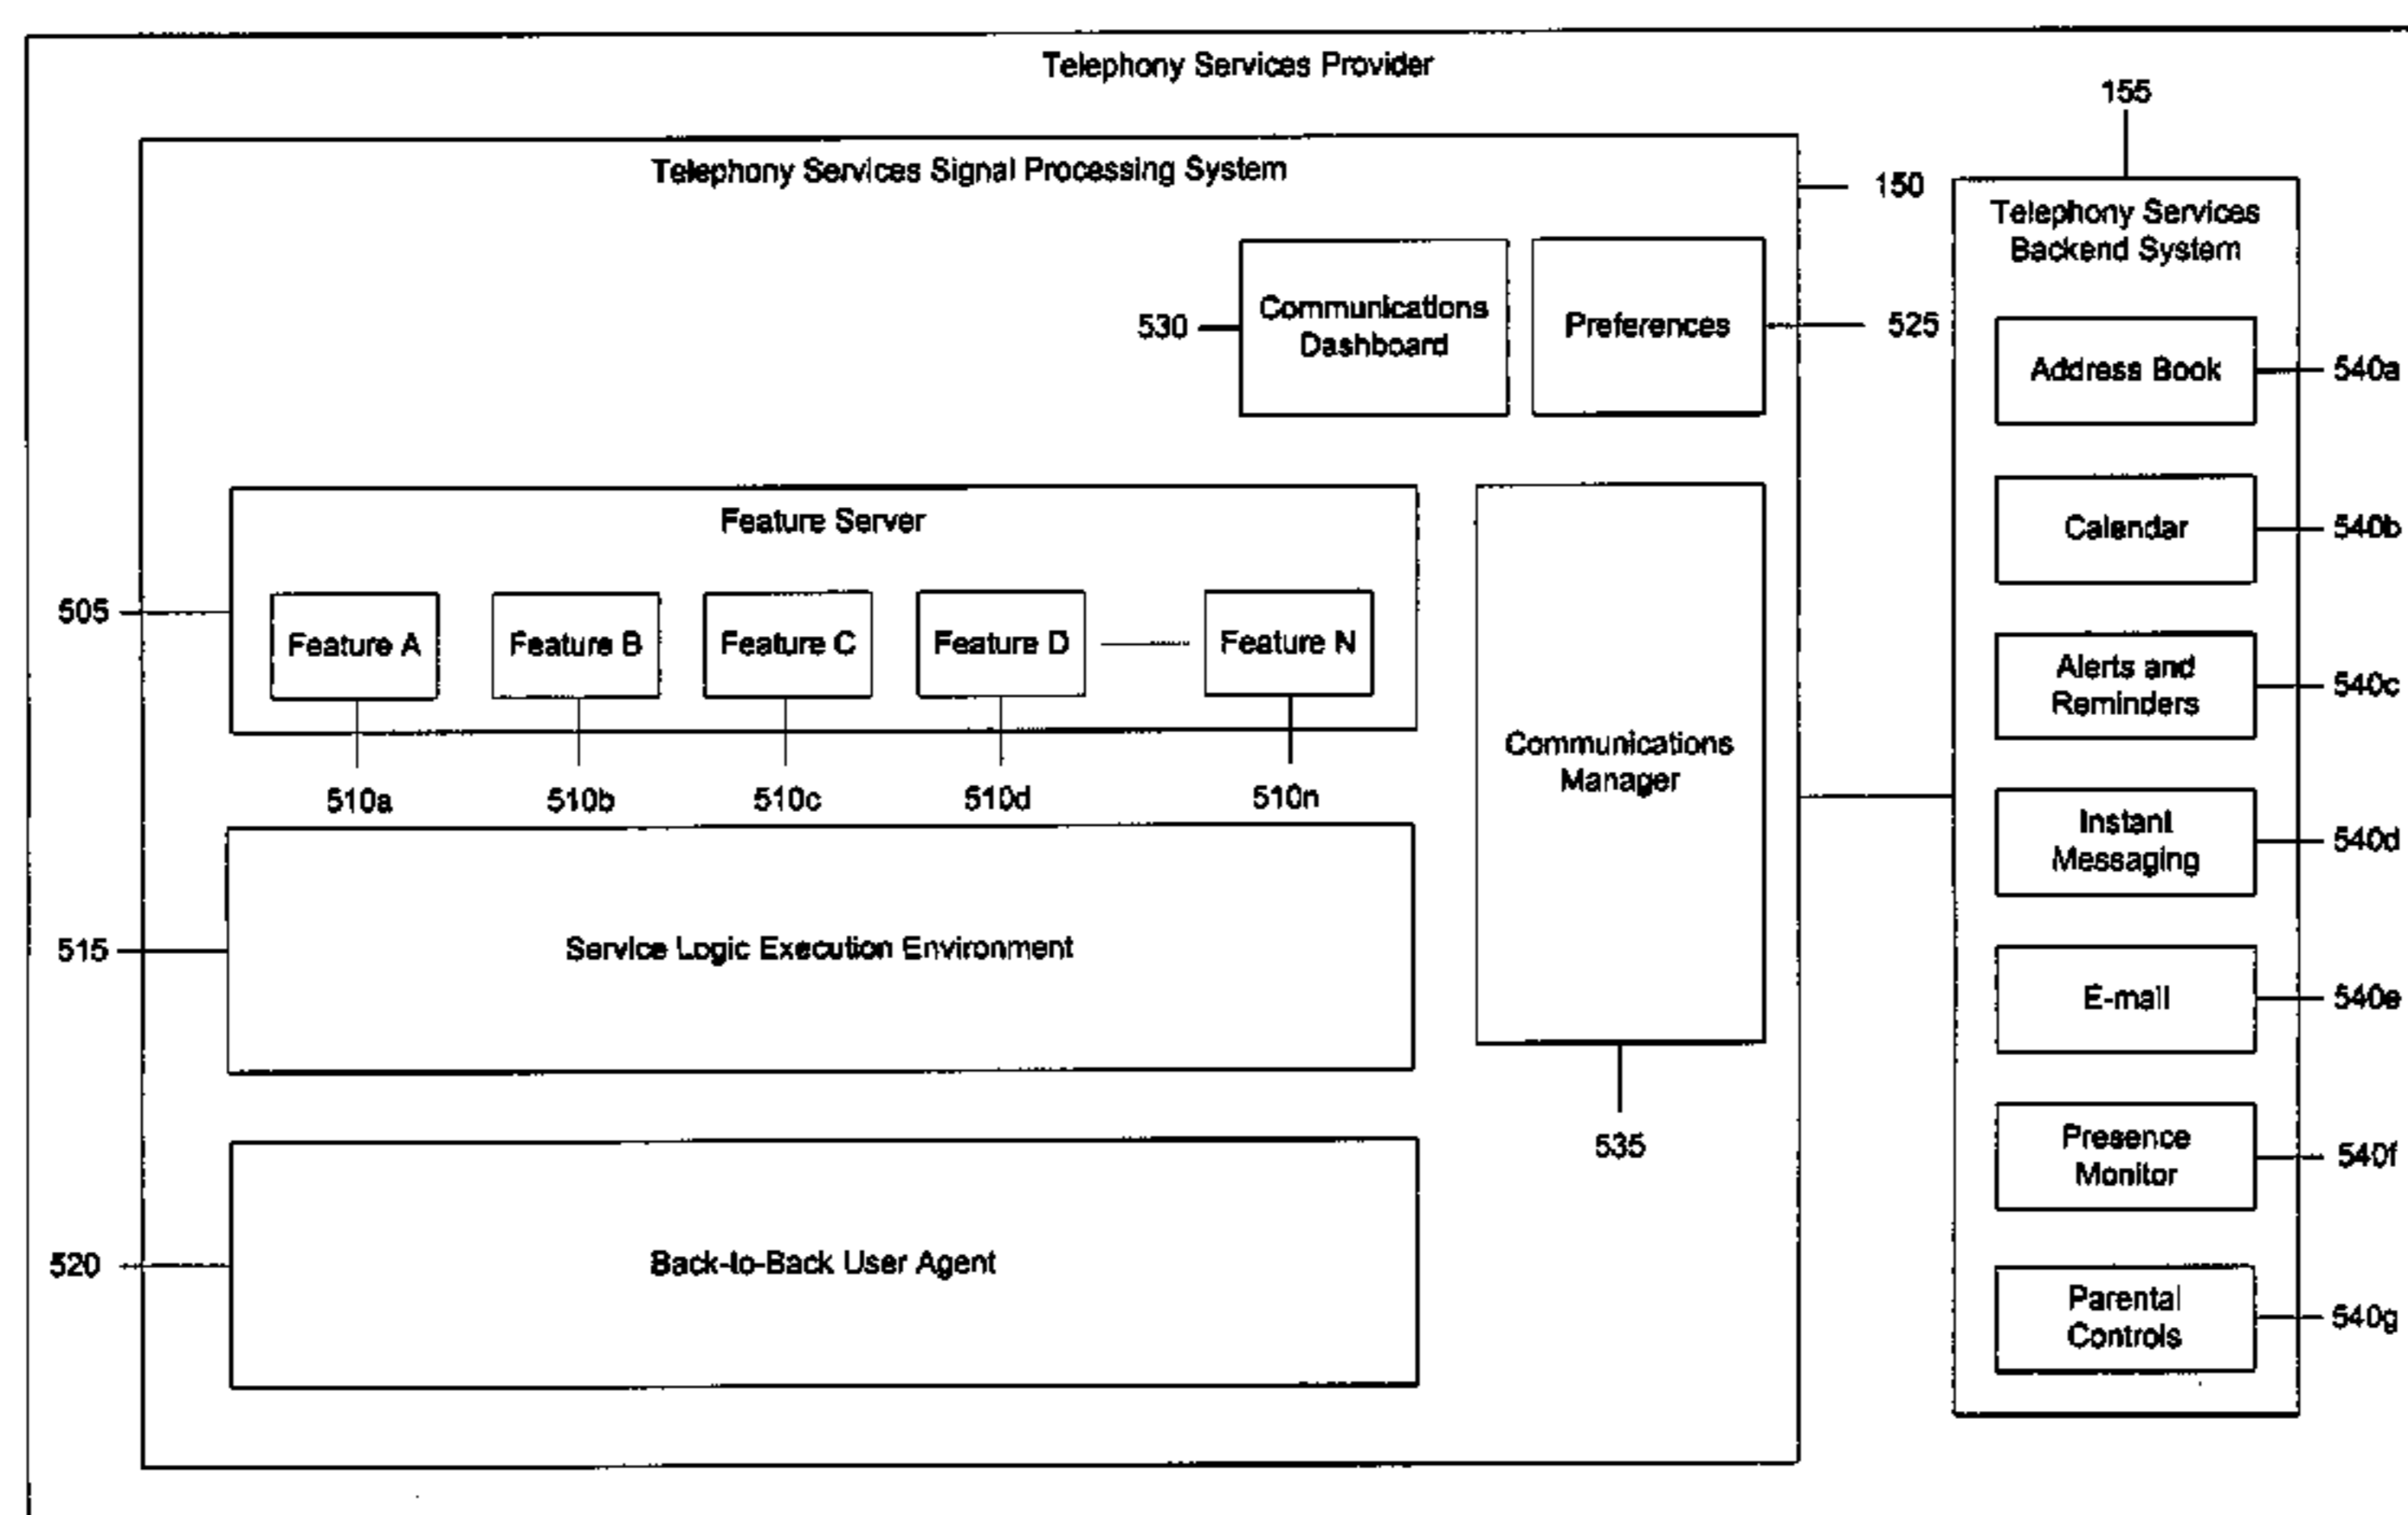 Telephony Services Provider
155
Telephony Services Signal Processing System
150
Telephony Services
Backend System
530
Communications
Dashboard
Preferences
525
Address Book
540a
Feature Server
Calendar
540b
505
Feature A
Feature B
Feature C
Feature D
Feature N
Alerts and
Reminders
540c
510a
510b
510c
510d
510n
Communications
Manager
Instant
Messaging
540d
515
Service Logic Execution Environment
E-mail
540e
535
Presence
Monitor
540f
520
Back-to-Back User Agent
Parental
Controls
540g